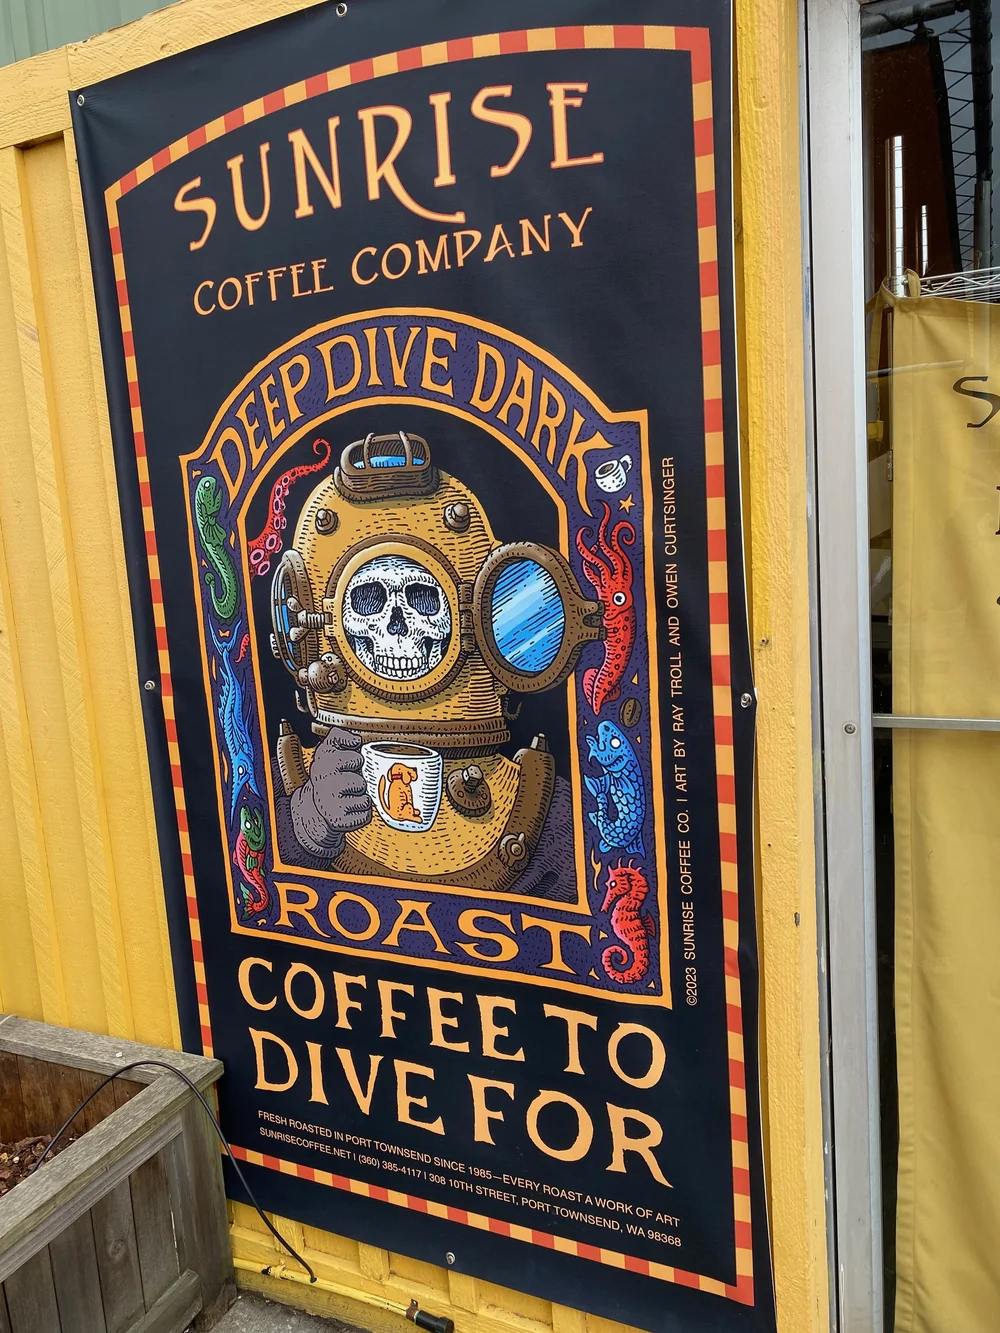 SUNRISE
COFFEE COMPANY
DEEP DIVE DARK
ROAST
COFFEE TO
DIVE FOR
FRESH ROASTED IN PORT TOWNSEND SINCE 1985—EVERY ROAST A WORK OF ART
SUNRISECOFFEE.NET | (360) 385-4117 | 308 10TH STREET, PORT TOWNSEND, WA 98368
©2023 SUNRISE COFFEE CO. | ART BY RAY TROLL AND OWEN CURTSINGER
S